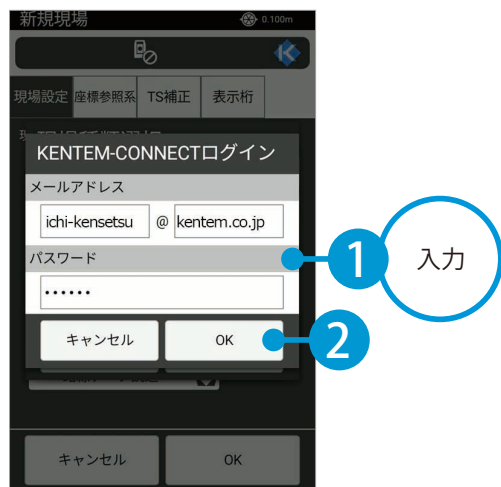 新規現場
0.100m
現場設定 座標参照系 TS補正 表示桁
KENTEM-CONNECTログイン
メールアドレス
ichi-kensetsu @ kentem.co.jp
パスワード
••••••
1 入力
キャンセル OK 2
キャンセル OK